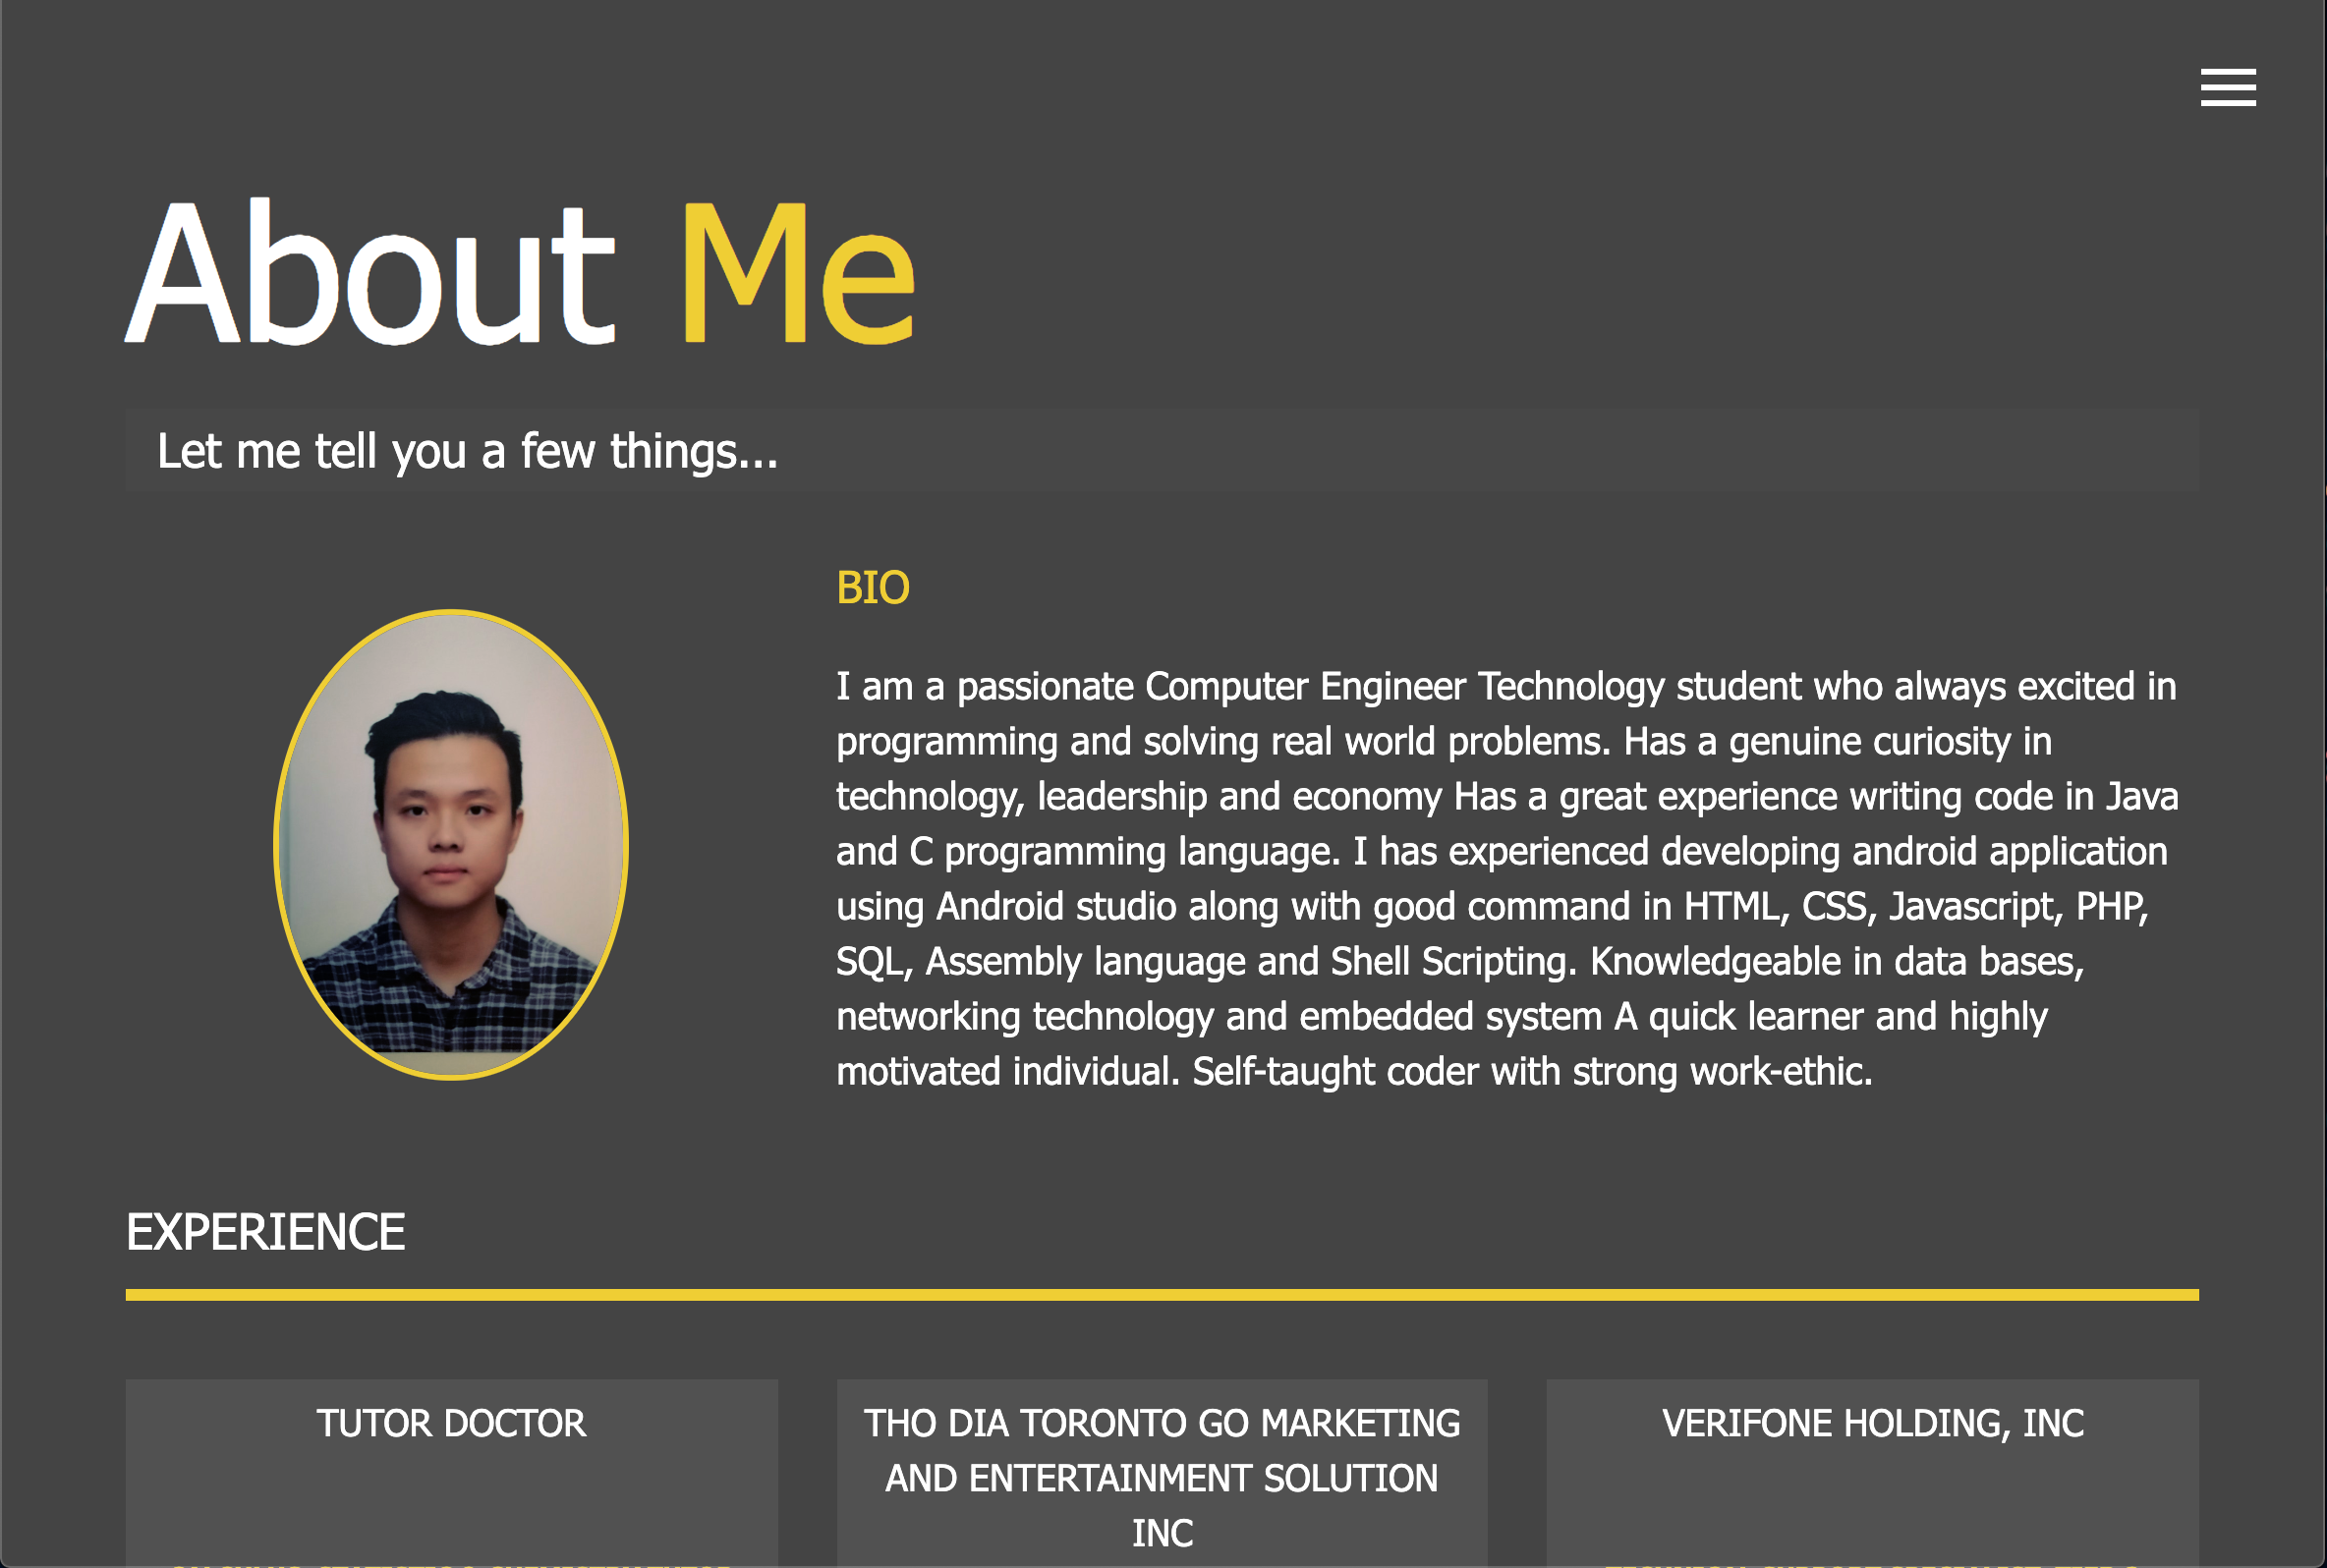 About Me
Let me tell you a few things...
BIO
I am a passionate Computer Engineer Technology student who always excited in
programming and solving real world problems. Has a genuine curiosity in
technology, leadership and economy Has a great experience writing code in Java
and C programming language. I has experienced developing android application
using Android studio along with good command in HTML, CSS, Javascript, PHP,
SQL, Assembly language and Shell Scripting. Knowledgeable in data bases,
networking technology and embedded system A quick learner and highly
motivated individual. Self-taught coder with strong work-ethic.
EXPERIENCE
TUTOR DOCTOR
THO DIA TORONTO GO MARKETING
AND ENTERTAINMENT SOLUTION
INC
VERIFONE HOLDING, INC